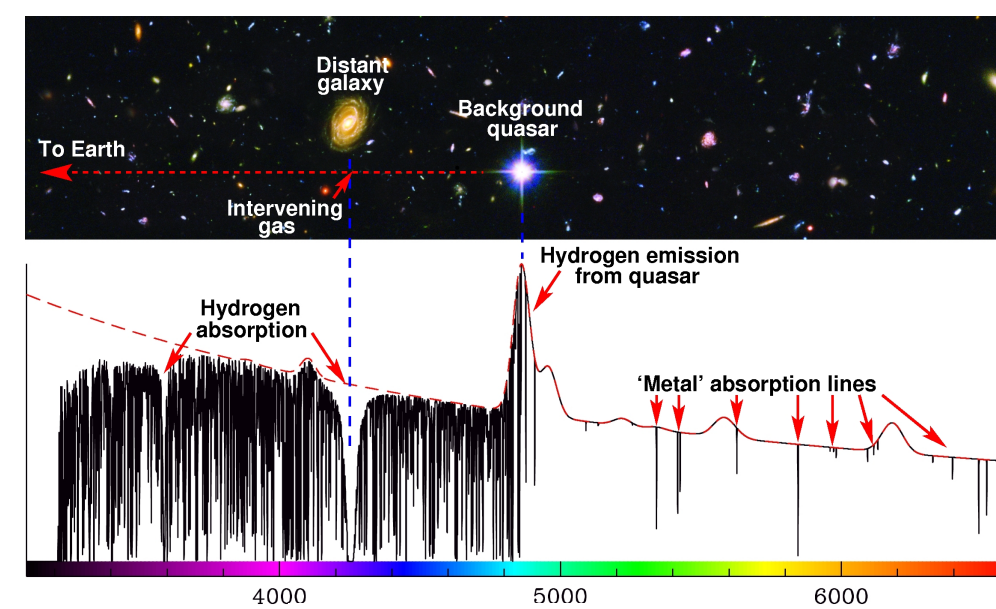 Distant
galaxy
Background
quasar
To Earth
Intervening
gas
Hydrogen emission
from quasar
Hydrogen
absorption
‘Metal’ absorption lines
4000
5000
6000